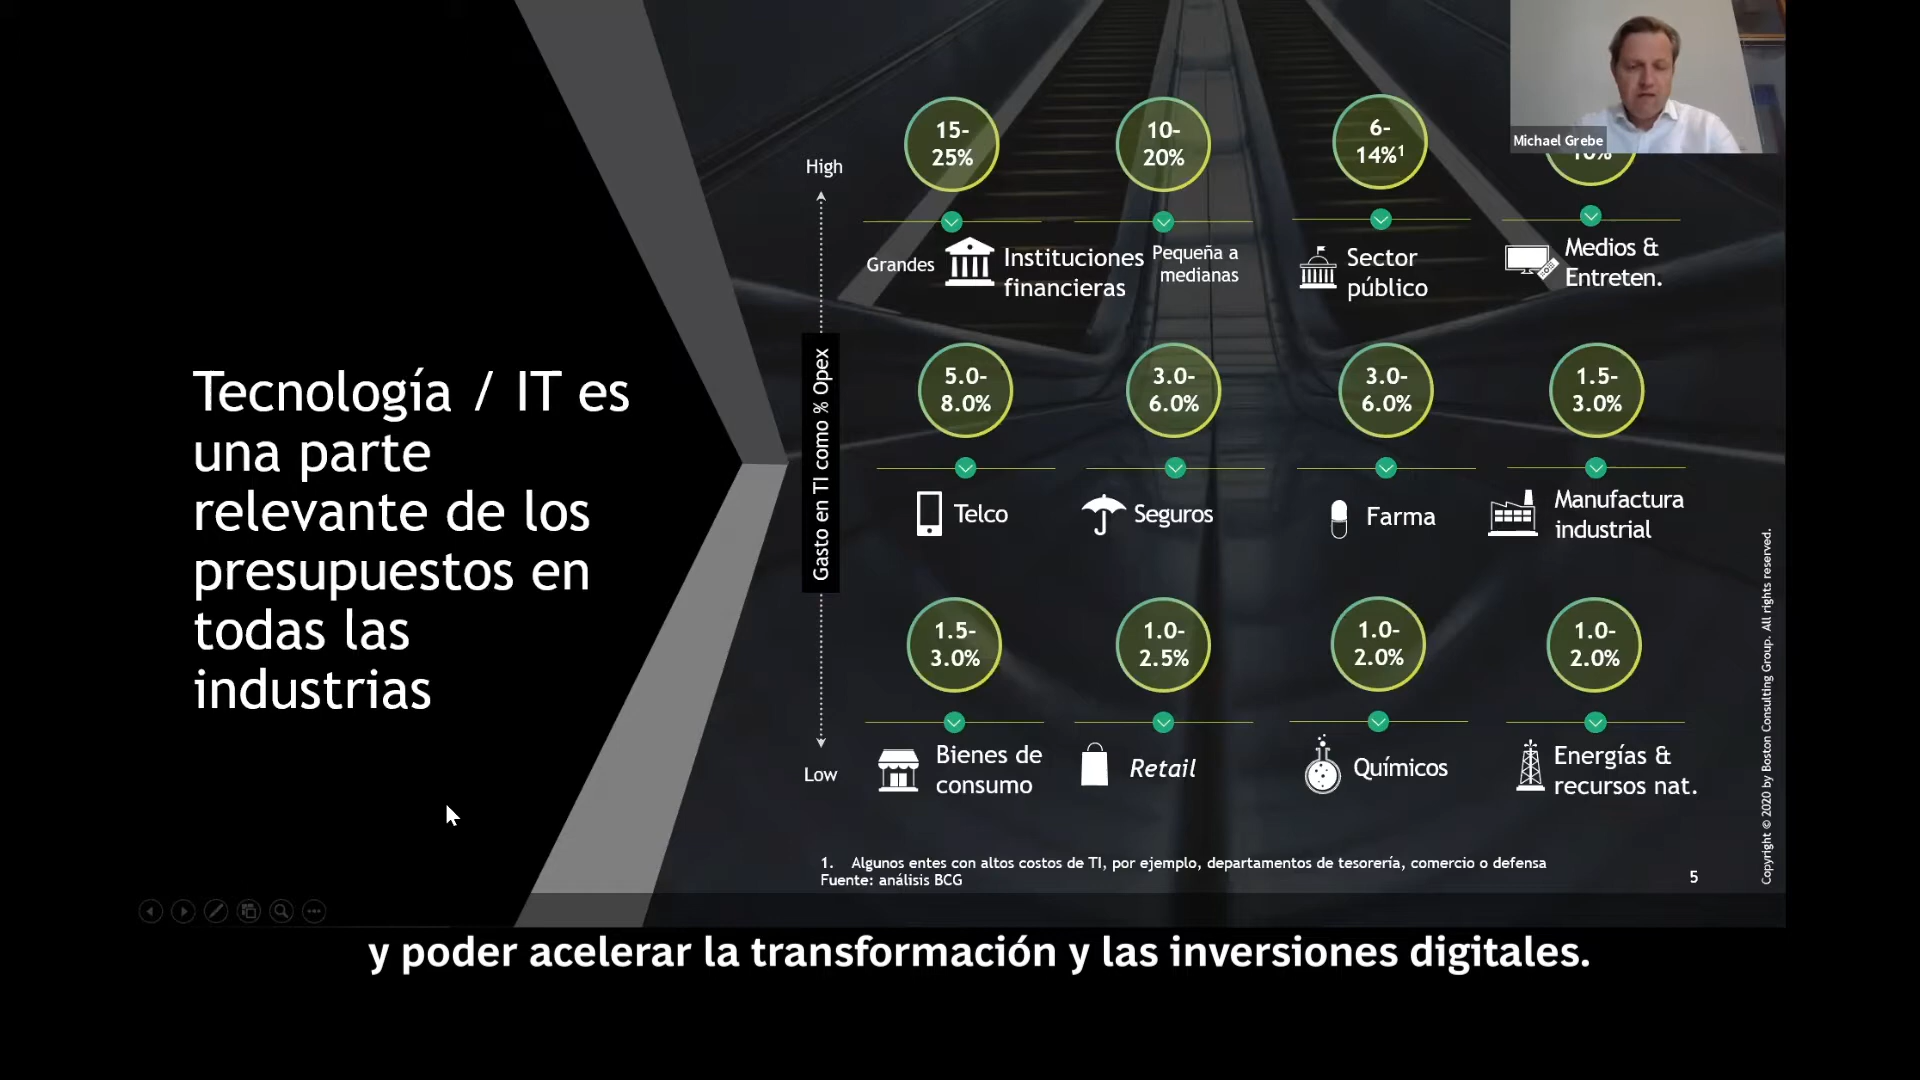 Tecnología / IT es
una parte
relevante de los
presupuestos en
todas las
industrias
High
Gasto en TI como % Opex
Low
15-
25%
10-
20%
6-
14%¹
Grandes
Instituciones
financieras
Pequeña a
medianas
Sector
público
Medios &
Entreten.
5.0-
8.0%
3.0-
6.0%
3.0-
6.0%
1.5-
3.0%
Telco
Seguros
Farma
Manufactura
industrial
1.5-
3.0%
1.0-
2.5%
1.0-
2.0%
1.0-
2.0%
Bienes de
consumo
Retail
Químicos
Energías &
recursos nat.
1. Algunos entes con altos costos de TI, por ejemplo, departamentos de tesorería, comercio o defensa
Fuente: análisis BCG
5
Copyright © 2020 by Boston Consulting Group. All rights reserved.
Michael Grebe
y poder acelerar la transformación y las inversiones digitales.